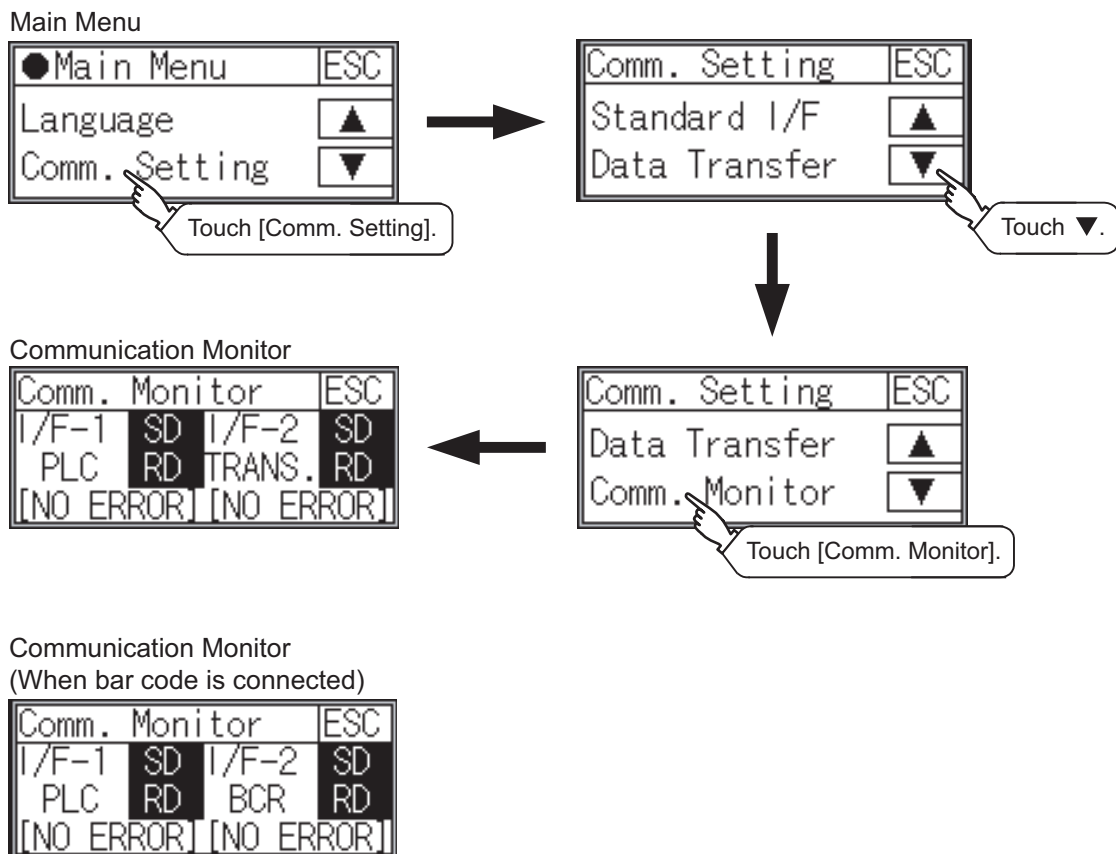 Main Menu
●Main Menu ESC
Language ▲
Comm. Setting ▼
Touch [Comm. Setting].
Comm. Setting ESC
Standard I/F ▲
Data Transfer ▼
Touch ▼.
Comm. Setting ESC
Data Transfer ▲
Comm. Monitor ▼
Touch [Comm. Monitor].
Communication Monitor
Comm. Monitor ESC
I/F-1 SD I/F-2 SD
PLC RD TRANS. RD
[NO ERROR] [NO ERROR]
Communication Monitor
(When bar code is connected)
Comm. Monitor ESC
I/F-1 SD I/F-2 SD
PLC RD BCR RD
[NO ERROR] [NO ERROR]